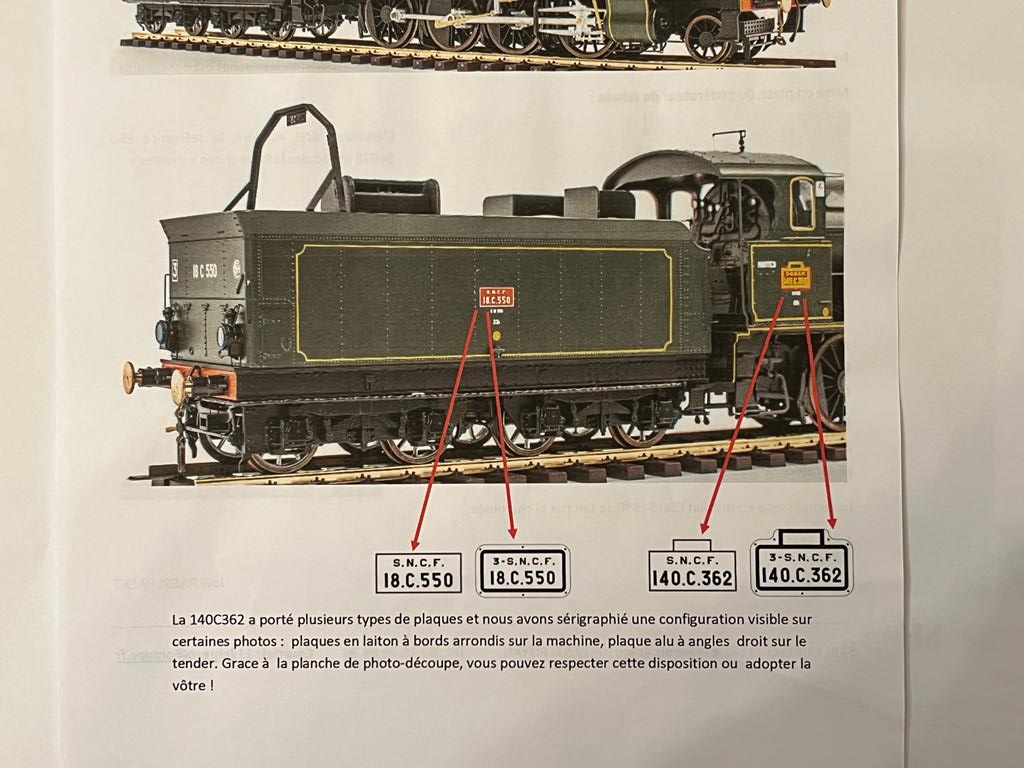 3
18 C 550
S.N.C.F.
18.C.550
S.N.C.F.
18.C.550
3-S.N.C.F.
18.C.550
S.N.C.F.
140.C.362
3-S.N.C.F.
140.C.362
La 140C362 a porté plusieurs types de plaques et nous avons sérigraphié une configuration visible sur
certaines photos : plaques en laiton à bords arrondis sur la machine, plaque alu à angles droit sur le
tender. Grace à la planche de photo-découpe, vous pouvez respecter cette disposition ou adopter la
vôtre !